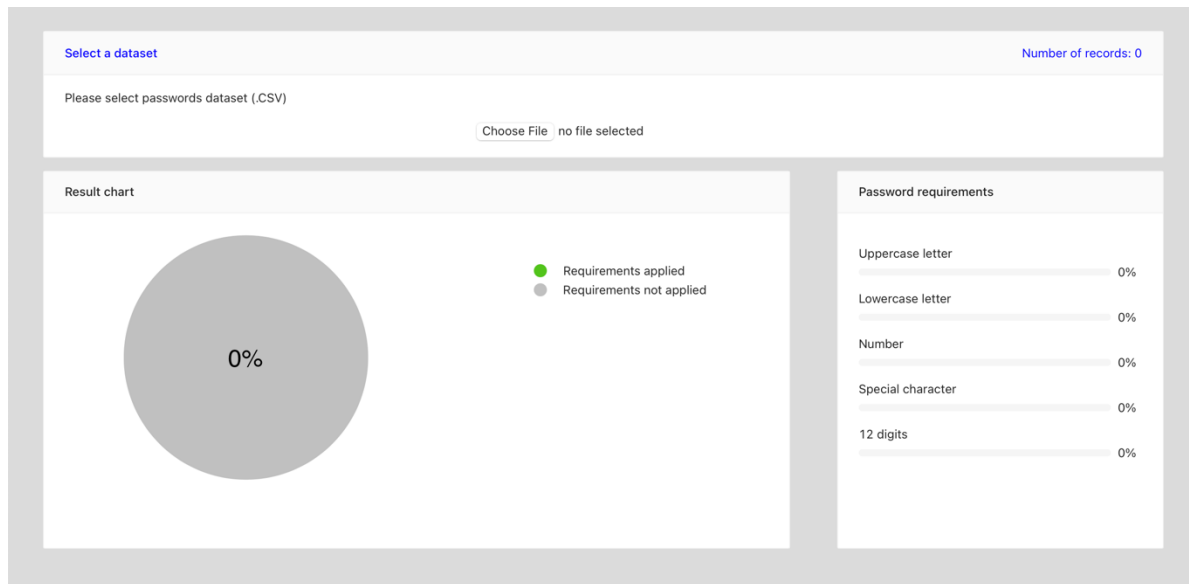 Select a dataset
Number of records: 0
Please select passwords dataset (.CSV)
Choose File no file selected
Result chart
0%
Requirements applied
Requirements not applied
Password requirements
Uppercase letter
0%
Lowercase letter
0%
Number
0%
Special character
0%
12 digits
0%